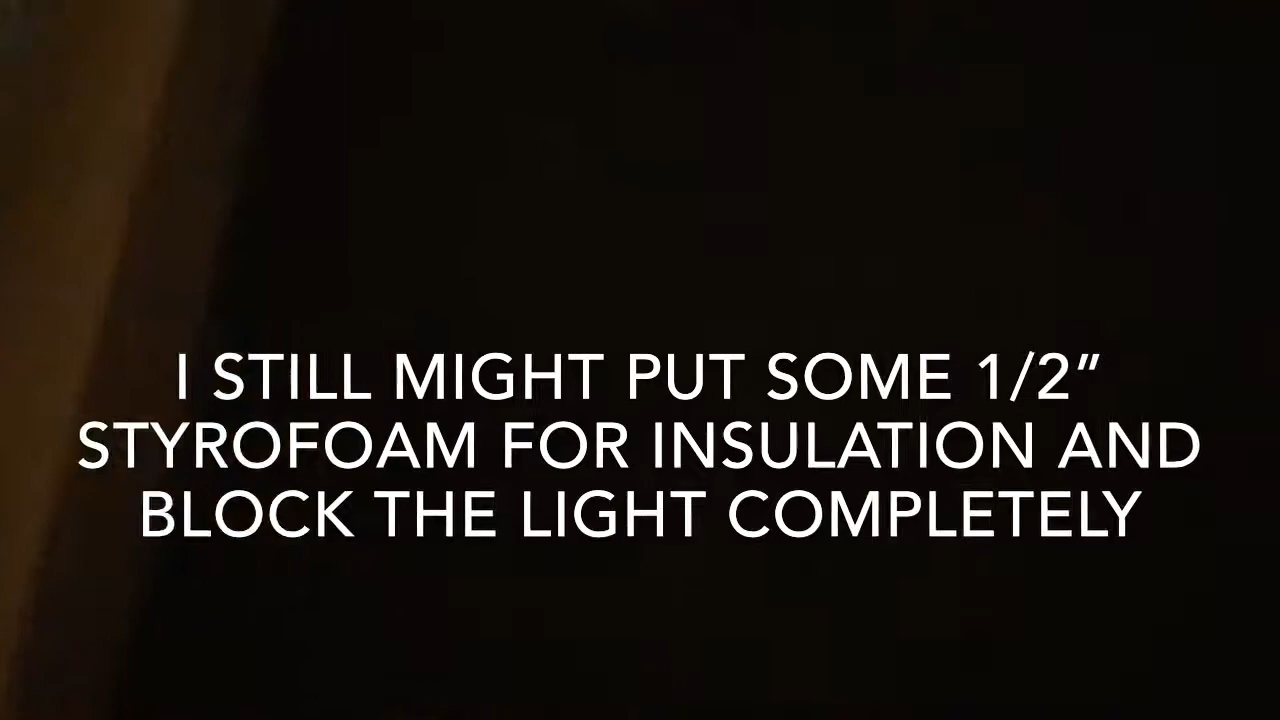 I STILL MIGHT PUT SOME 1/2”
STYROFOAM FOR INSULATION AND
BLOCK THE LIGHT COMPLETELY